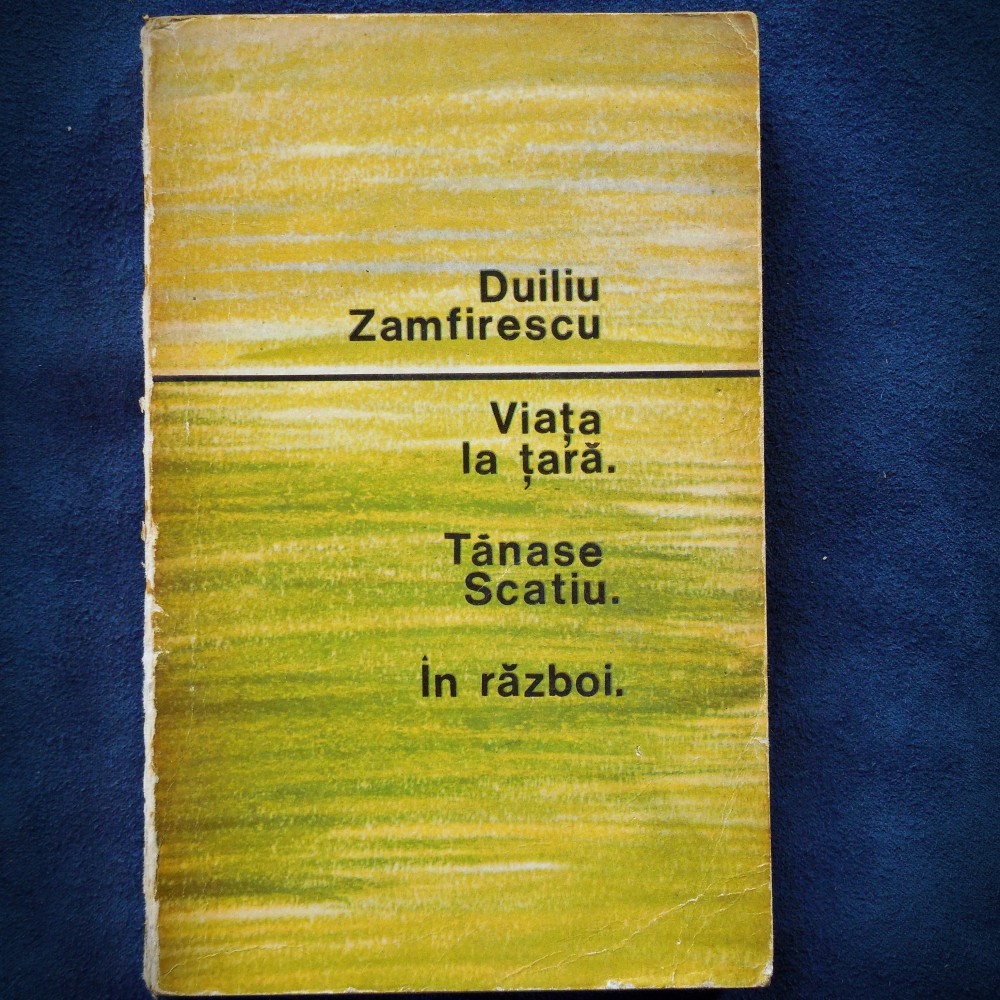 Duiliu
Zamfirescu
Viața
la țară.
Tănase
Scatiu.
În război.